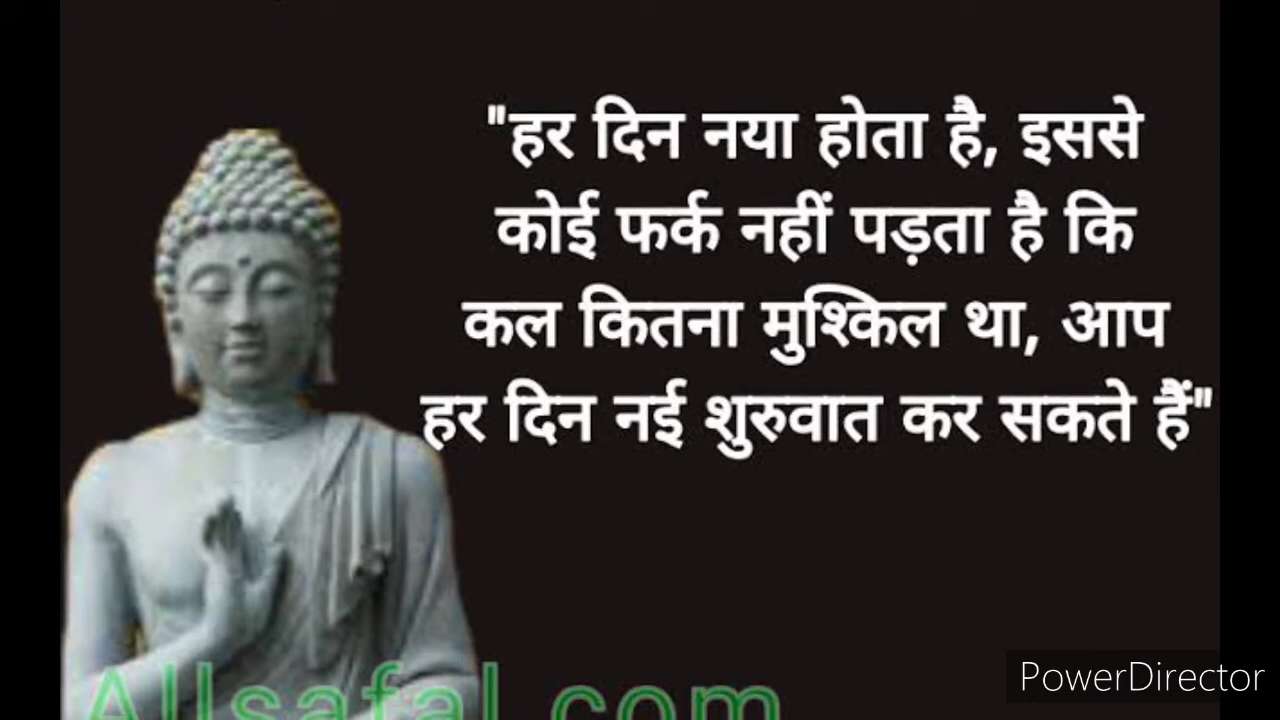 "हर दिन नया होता है, इससे
कोई फर्क नहीं पड़ता है कि
कल कितना मुश्किल था, आप
हर दिन नई शुरुवात कर सकते हैं"
Allsafal.com
PowerDirector